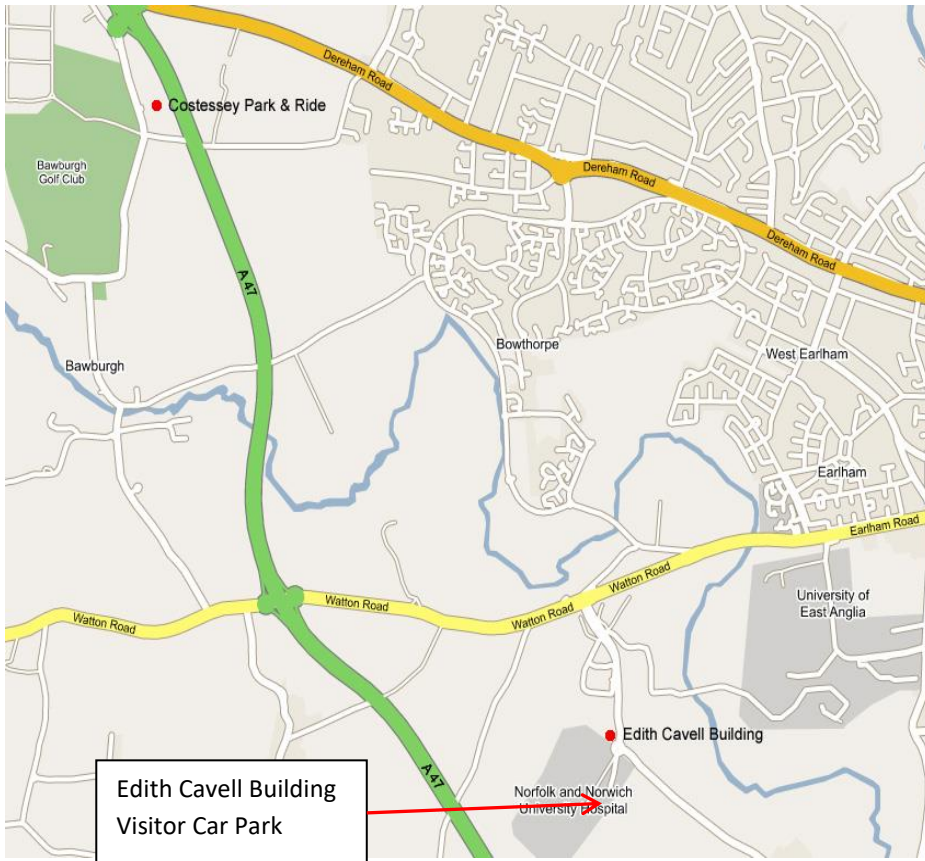 Dereham Road
Costessey Park & Ride
Bawburgh
Golf Club
Dereham Road
Dereham Road
A 47
Bowthorpe
West Earlham
Bawburgh
Earlham
Earlham Road
Watton Road
University of
East Anglia
Watton Road
Watton Road
Watton Road
Edith Cavell Building
A 47
Norfolk and Norwich
University Hospital
Edith Cavell Building
Visitor Car Park